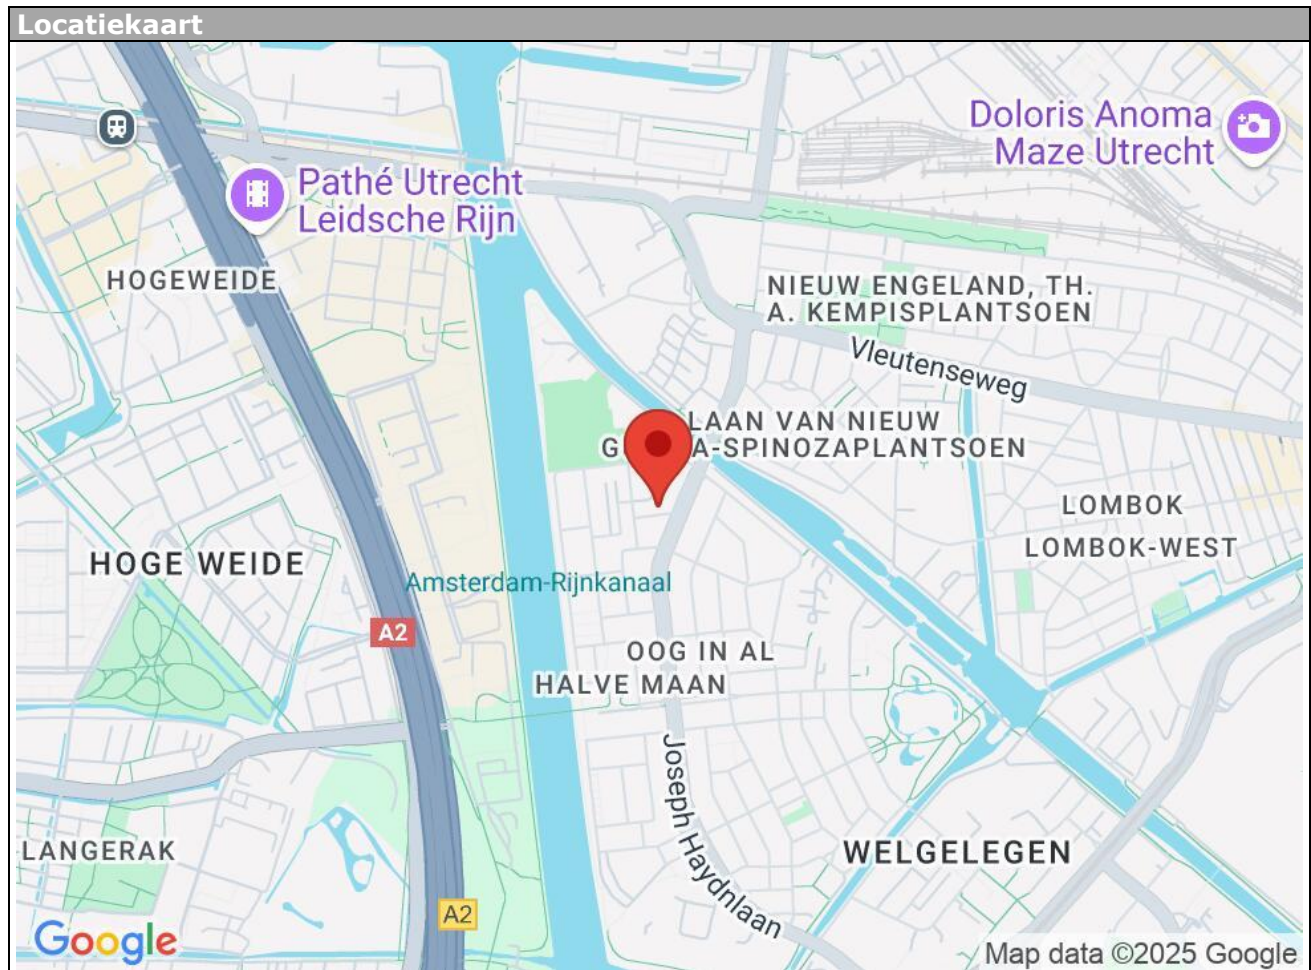 Locatiekaart
Doloris Anoma
Maze Utrecht
Pathé Utrecht
Leidsche Rijn
HOGEWEIDE
NIEUW ENGELAND, TH.
A. KEMPISPLANTSOEN
Vleutenseweg
LAAN VAN NIEUW
G A-SPINOZAPLANTSOEN
LOMBOK
LOMBOK-WEST
HOGE WEIDE
Amsterdam-Rijnkanaal
A2
OOG IN AL
HALVE MAAN
Joseph Haydnlaan
LANGERAK
WELGELEGEN
A2
Google
Map data ©2025 Google